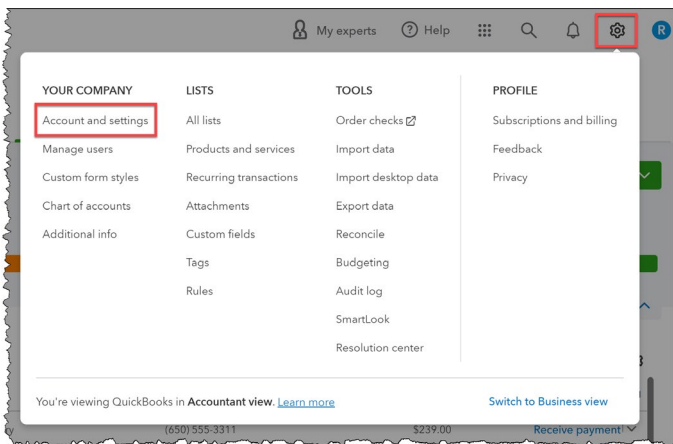 My experts
Help
R
YOUR COMPANY
Account and settings
Manage users
Custom form styles
Chart of accounts
Additional info
LISTS
All lists
Products and services
Recurring transactions
Attachments
Custom fields
Tags
Rules
TOOLS
Order checks
Import data
Import desktop data
Export data
Reconcile
Budgeting
Audit log
SmartLook
Resolution center
PROFILE
Subscriptions and billing
Feedback
Privacy
You're viewing QuickBooks in Accountant view. Learn more
Switch to Business view
(650) 555-3311
$239.00
Receive payment